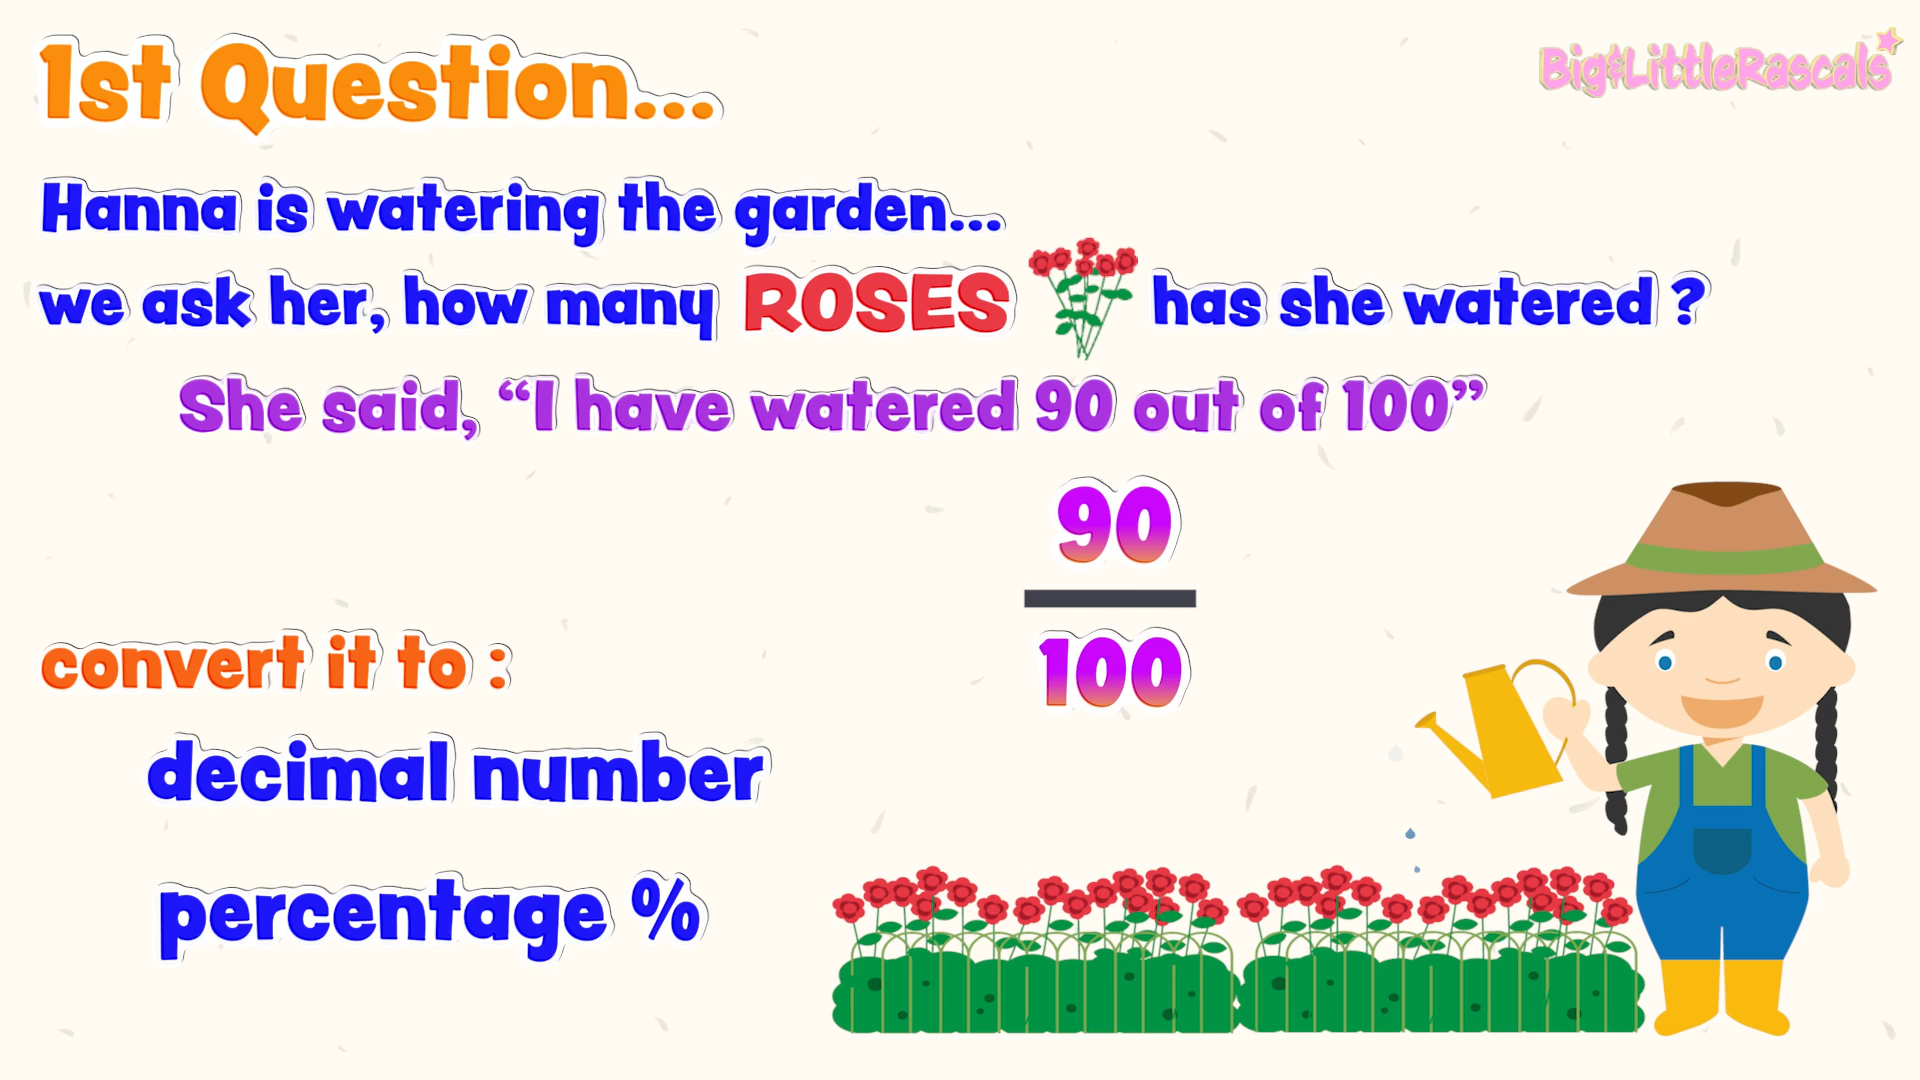 1st Question...
Big&LittleRascals
Hanna is watering the garden...
we ask her, how many ROSES has she watered ?
She said, “I have watered 90 out of 100”
90
100
convert it to :
decimal number
percentage %